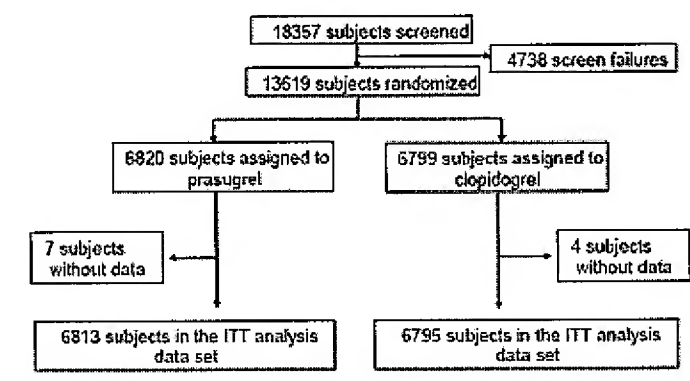 18357 subjects screened
4738 screen failures
13619 subjects randomized
6820 subjects assigned to
prasugrel
6799 subjects assigned to
clopidogrel
7 subjects
without data
4 subjects
without data
6813 subjects in the ITT analysis
data set
6795 subjects in the ITT analysis
data set